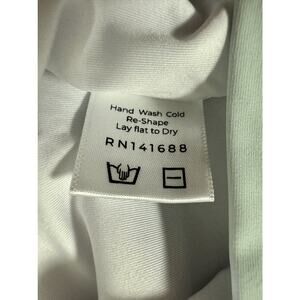 Hand Wash Cold
Re-Shape
Lay flat to Dry
RN141688